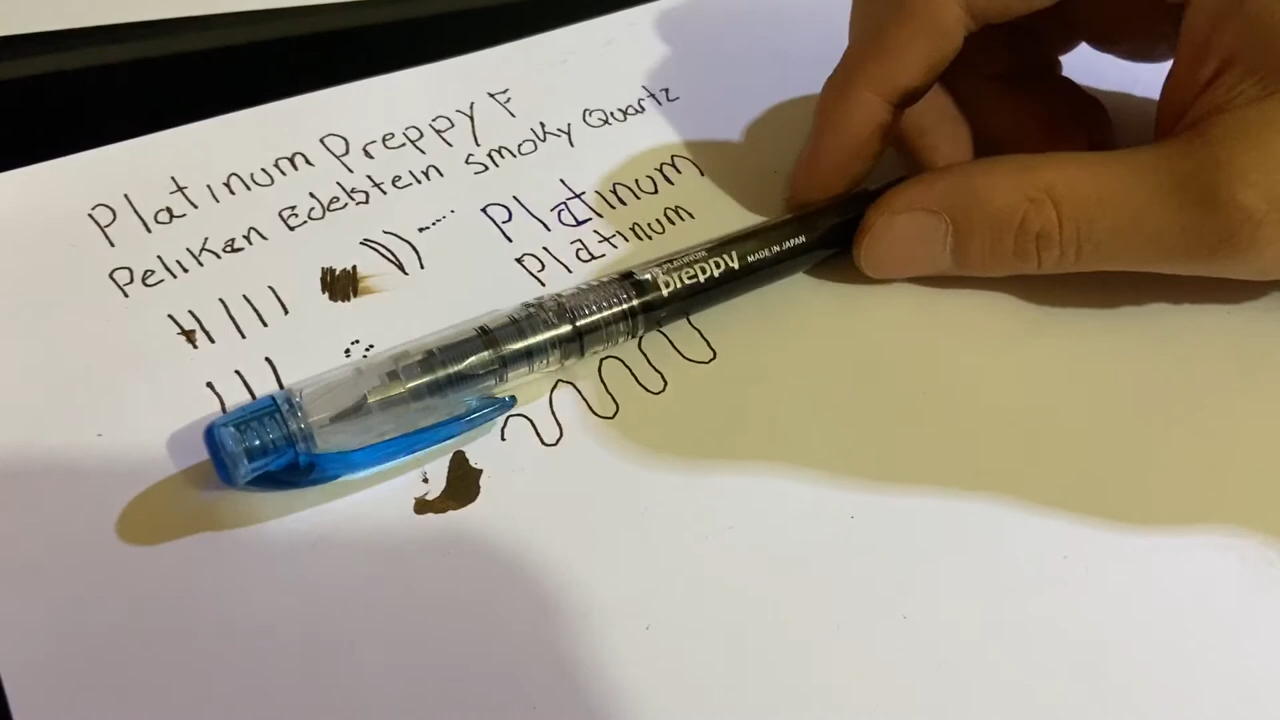 Platinum Preppy F
Pelikan Edelstein Smoky Quartz
Platinum
Platinum
PLATINUM
preppy MADE IN JAPAN